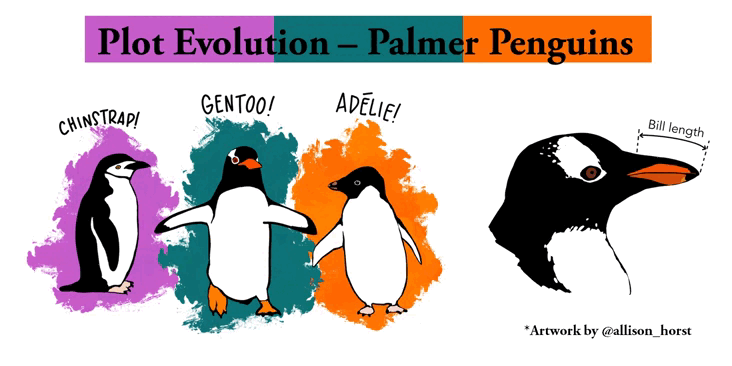 Plot Evolution – Palmer Penguins
CHINSTRAP!
GENTOO!
ADÉLIE!
Bill length
*Artwork by @allison_horst